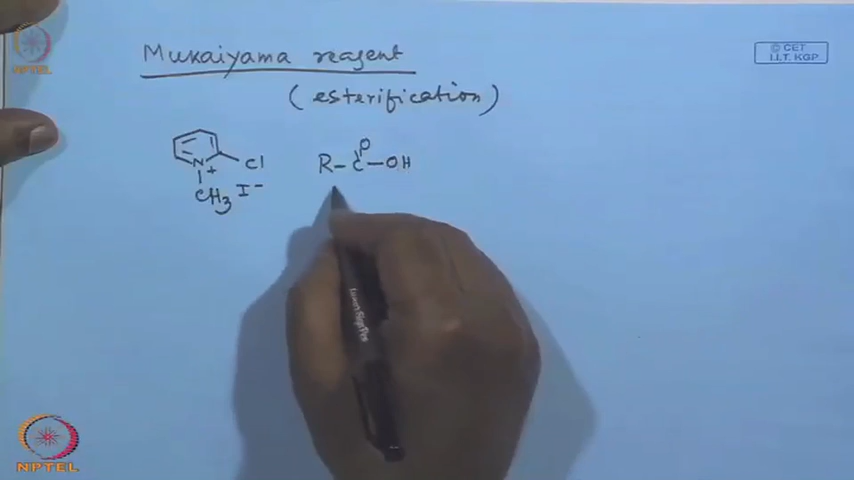 Mukaiyama reagent
(esterification)
© CET
I.I.T. KGP
N+ Cl
CH3 I−
R–C–OH
O
NPTEL
NPTEL